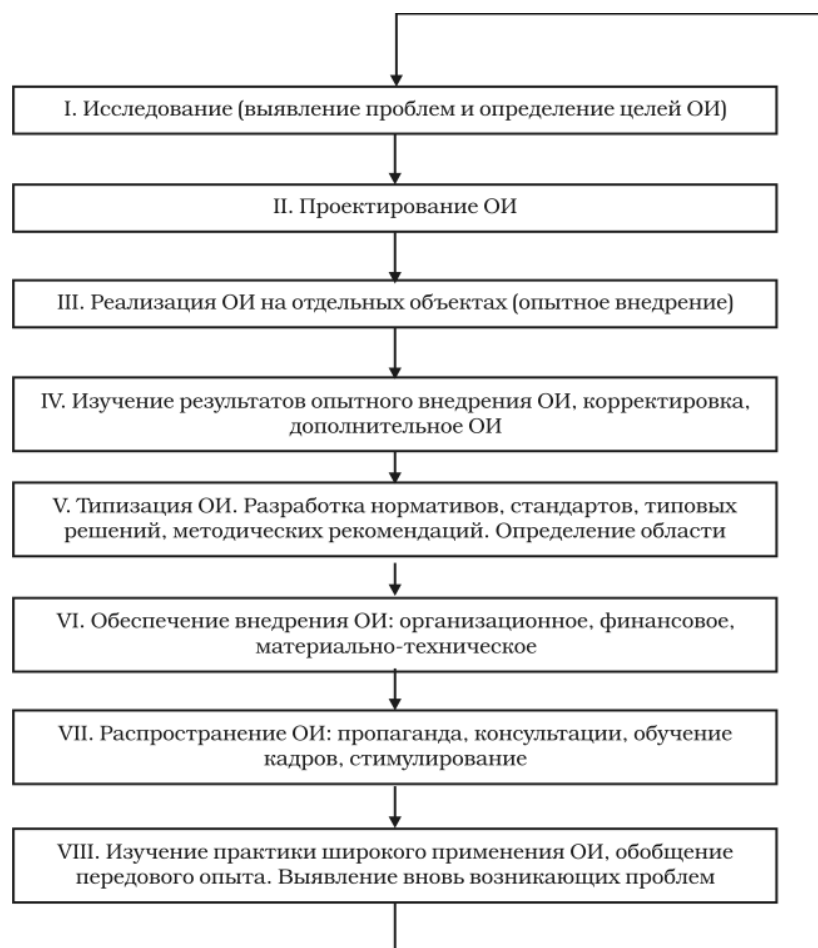 I. Исследование (выявление проблем и определение целей ОИ)
II. Проектирование ОИ
III. Реализация ОИ на отдельных объектах (опытное внедрение)
IV. Изучение результатов опытного внедрения ОИ, корректировка,
дополнительное ОИ
V. Типизация ОИ. Разработка нормативов, стандартов, типовых
решений, методических рекомендаций. Определение области
VI. Обеспечение внедрения ОИ: организационное, финансовое,
материально-техническое
VII. Распространение ОИ: пропаганда, консультации, обучение
кадров, стимулирование
VIII. Изучение практики широкого применения ОИ, обобщение
передового опыта. Выявление вновь возникающих проблем